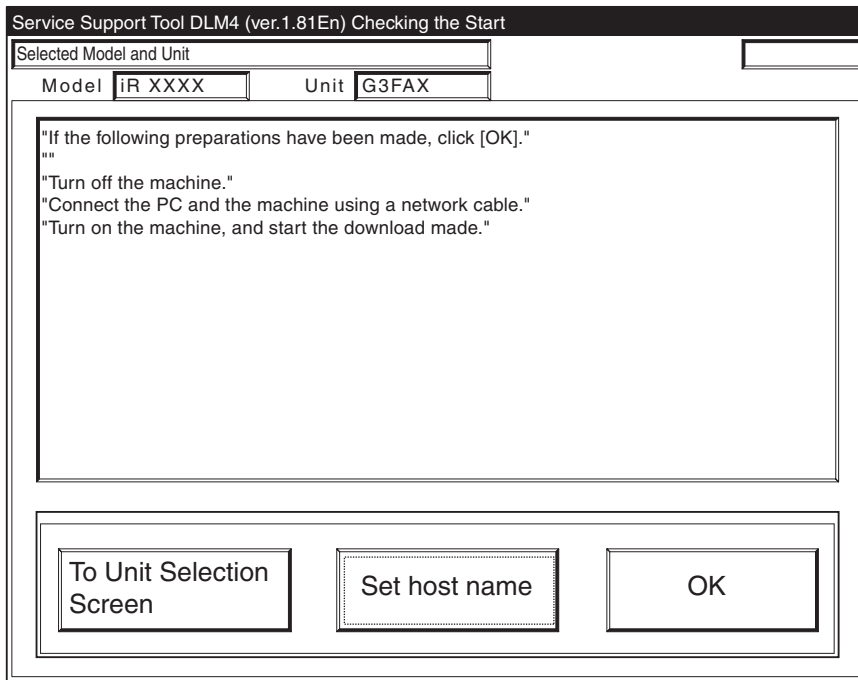 Service Support Tool DLM4 (ver.1.81En) Checking the Start
Selected Model and Unit
Model iR XXXX Unit G3FAX
"If the following preparations have been made, click [OK]."
""
"Turn off the machine."
"Connect the PC and the machine using a network cable."
"Turn on the machine, and start the download made."
To Unit Selection
Screen
Set host name
OK